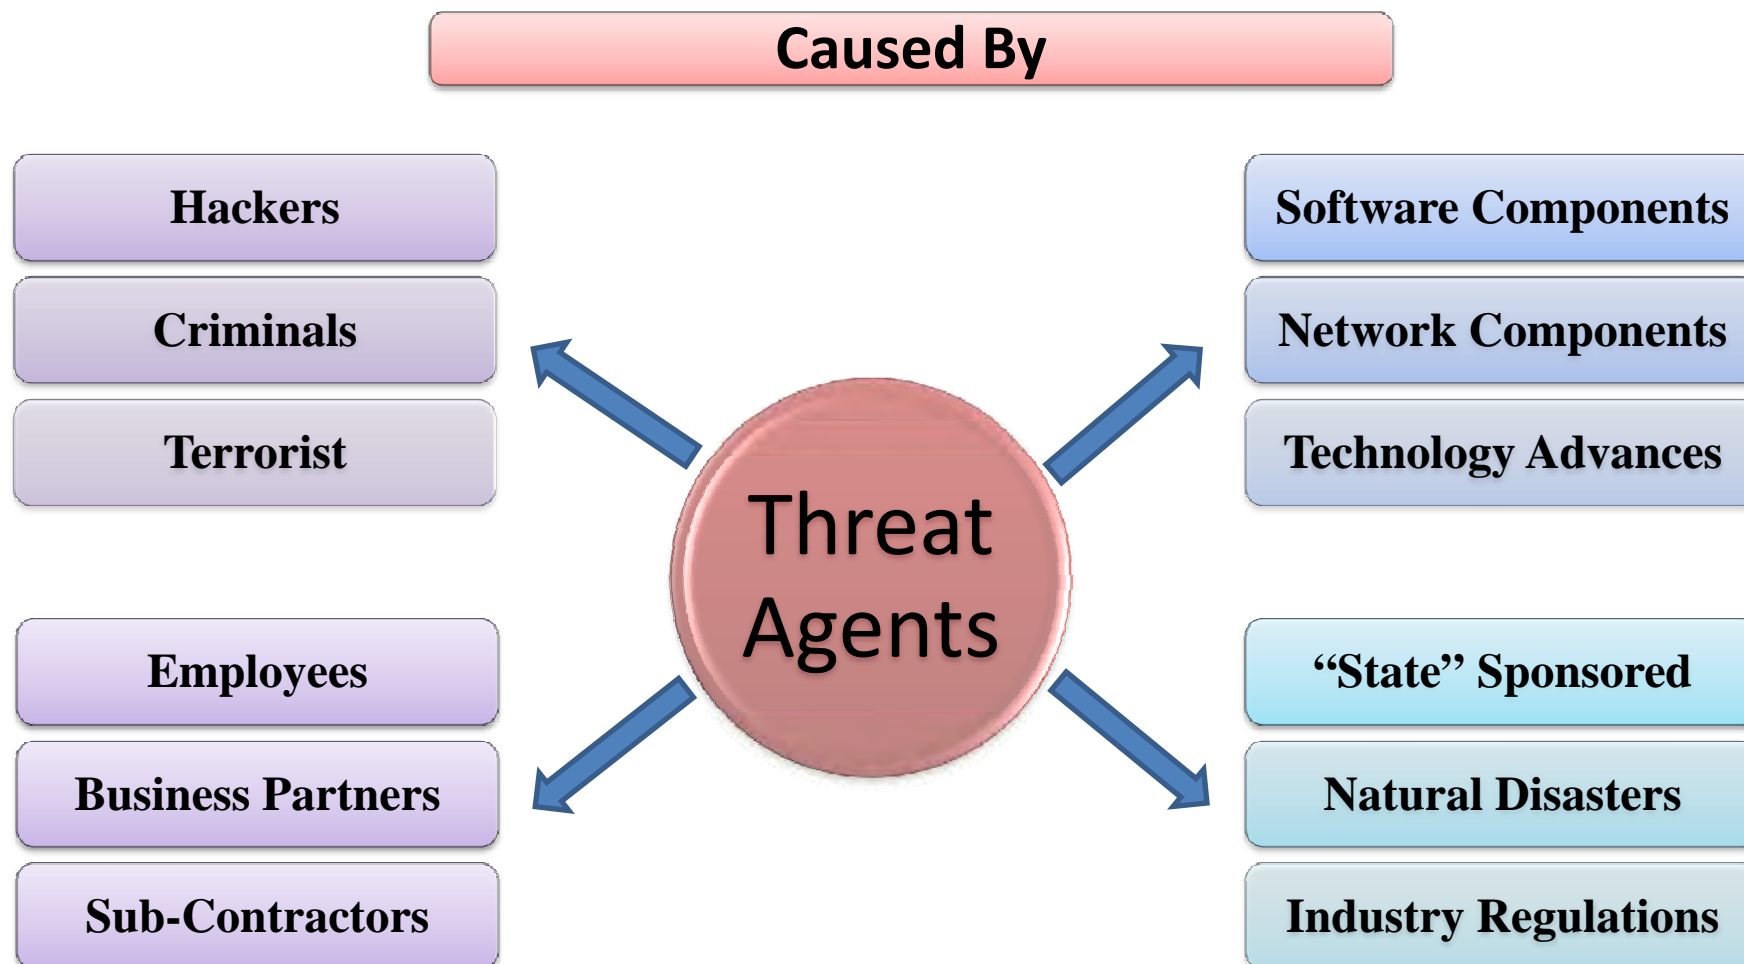 Caused By
Hackers
Criminals
Terrorist
Software Components
Network Components
Technology Advances
Threat
Agents
Employees
Business Partners
Sub-Contractors
“State” Sponsored
Natural Disasters
Industry Regulations